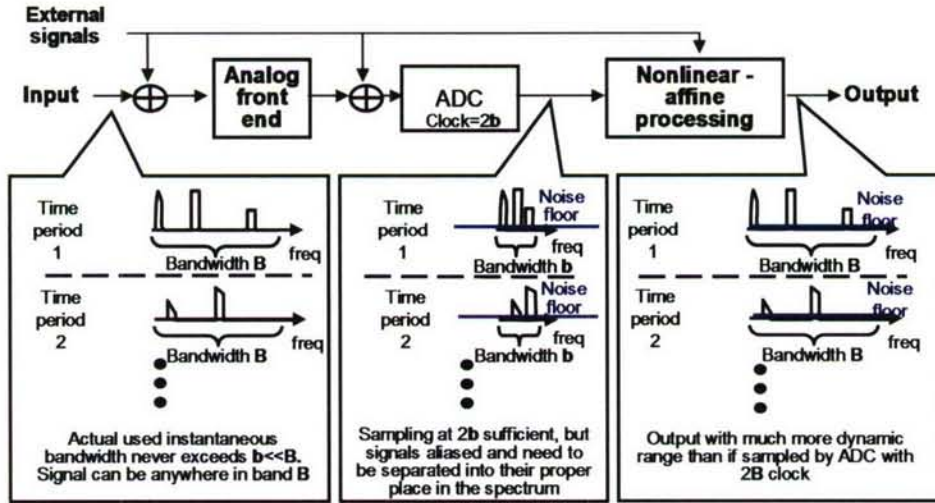 External
signals
Input
Analog
front
end
ADC
Clock=2b
Nonlinear -
affine
processing
Output
Time
period
1
freq
Bandwidth B
Time
period
2
freq
Bandwidth B
Actual used instantaneous
bandwidth never exceeds b<<B.
Signal can be anywhere in band B
Time
period
1
Noise
floor
freq
Bandwidth b
Time
period
2
Noise
floor
freq
Bandwidth b
Sampling at 2b sufficient, but
signals aliased and need to
be separated into their proper
place in the spectrum
Time
period
1
Noise
floor
freq
Bandwidth B
Time
period
2
Noise
floor
freq
Bandwidth B
Output with much more dynamic
range than if sampled by ADC with
2B clock